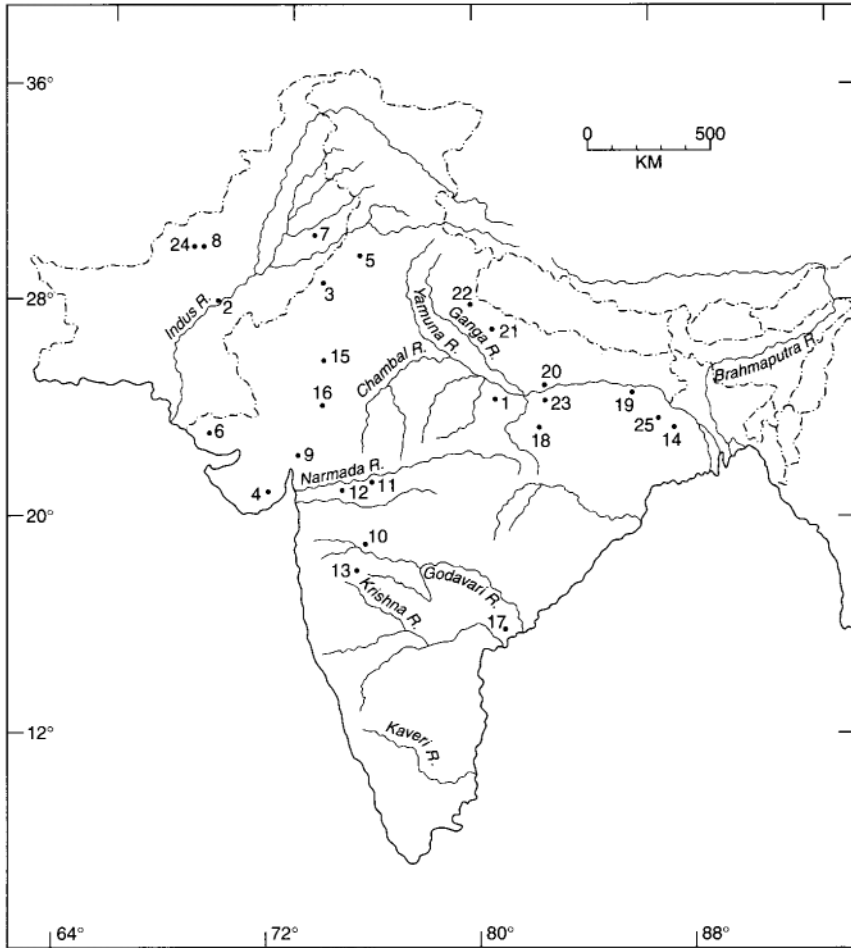 36°
0 500
KM
7
24 8
5
28°
Indus R.
2
3
22
Yamuna R.
Ganga R.
21
Brahmaputra R.
15
Chambal R.
20
16
1
23
19
25
14
18
6
9
Narmada R.
11
4
12
20°
10
13
Godavari R.
Krishna R.
17
12°
Kaveri R.
64° 72° 80° 88°